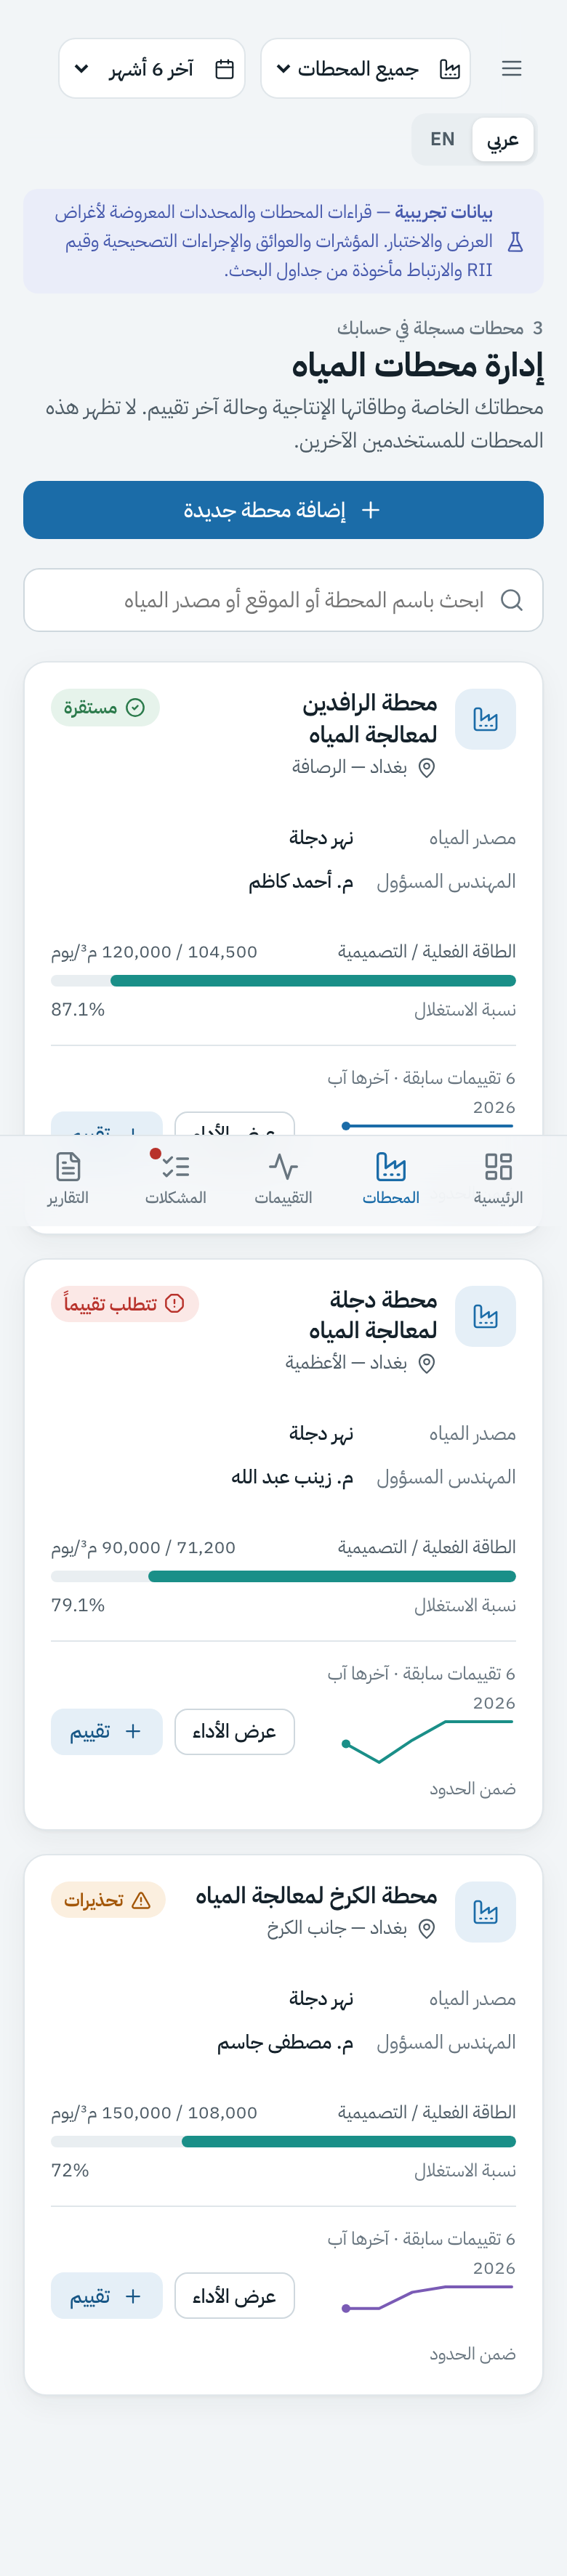 جميع المحطات
آخر 6 أشهر
عربي
EN
بيانات تجريبية — قراءات المحطات والمحددات المعروضة لأغراض
العرض والاختبار. المؤشرات والعوائق والإجراءات التصحيحية وقيم
RII والارتباط مأخوذة من جداول البحث.
3 محطات مسجلة في حسابك
إدارة محطات المياه
محطاتك الخاصة وطاقاتها الإنتاجية وحالة آخر تقييم. لا تظهر هذه
المحطات للمستخدمين الآخرين.
إضافة محطة جديدة
ابحث باسم المحطة أو الموقع أو مصدر المياه
محطة الرافدين
لمعالجة المياه
مستقرة
بغداد — الرصافة
مصدر المياه نهر دجلة
المهندس المسؤول م. أحمد كاظم
الطاقة الفعلية / التصميمية 104,500 / 120,000 م³/يوم
نسبة الاستغلال 87.1%
6 تقييمات سابقة · آخرها آب
2026
عرض الأداء
تقييم
الرئيسية
المحطات
التقييمات
المشكلات
التقارير
محطة دجلة
لمعالجة المياه
تتطلب تقييماً
بغداد — الأعظمية
مصدر المياه نهر دجلة
المهندس المسؤول م. زينب عبد الله
الطاقة الفعلية / التصميمية 71,200 / 90,000 م³/يوم
نسبة الاستغلال 79.1%
6 تقييمات سابقة · آخرها آب
2026
عرض الأداء
تقييم
ضمن الحدود
محطة الكرخ لمعالجة المياه
تحذيرات
بغداد — جانب الكرخ
مصدر المياه نهر دجلة
المهندس المسؤول م. مصطفى جاسم
الطاقة الفعلية / التصميمية 108,000 / 150,000 م³/يوم
نسبة الاستغلال 72%
6 تقييمات سابقة · آخرها آب
2026
عرض الأداء
تقييم
ضمن الحدود